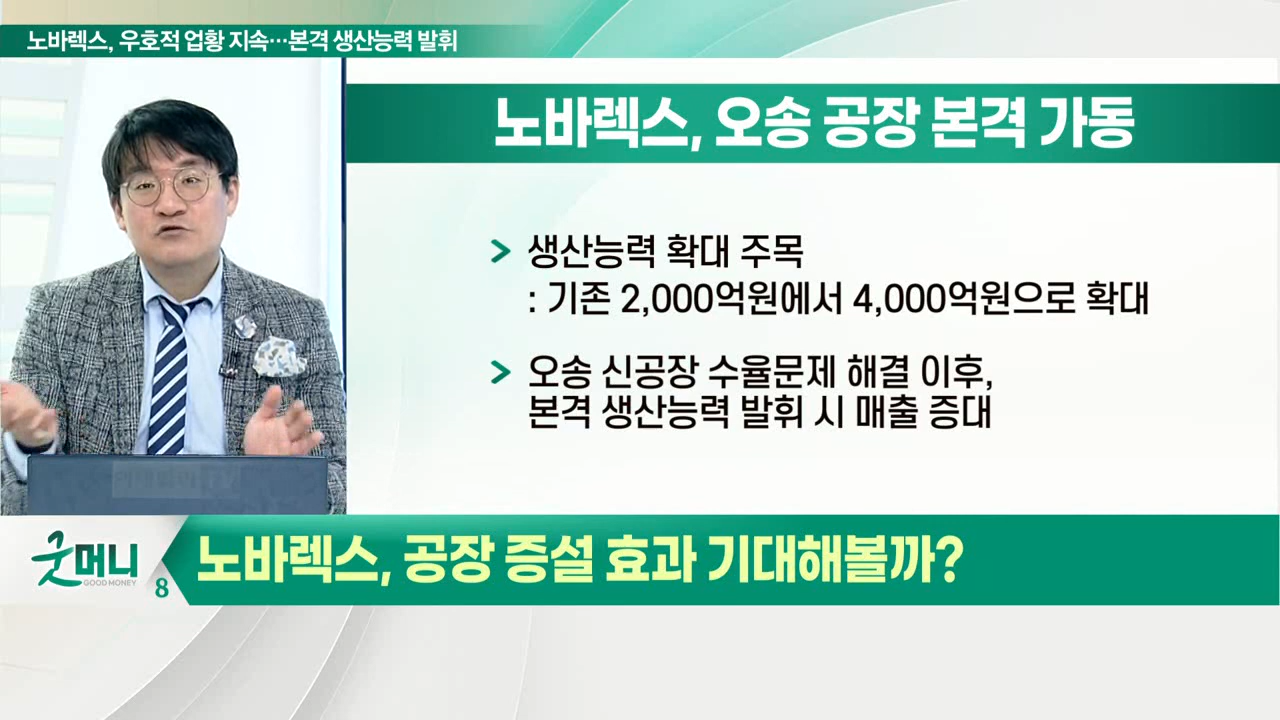 노바렉스, 우호적 업황 지속…본격 생산능력 발휘
노바렉스, 오송 공장 본격 가동
> 생산능력 확대 주목
: 기존 2,000억원에서 4,000억원으로 확대
> 오송 신공장 수율문제 해결 이후,
본격 생산능력 발휘 시 매출 증대
굿머니
GOOD MONEY
8
노바렉스, 공장 증설 효과 기대해볼까?